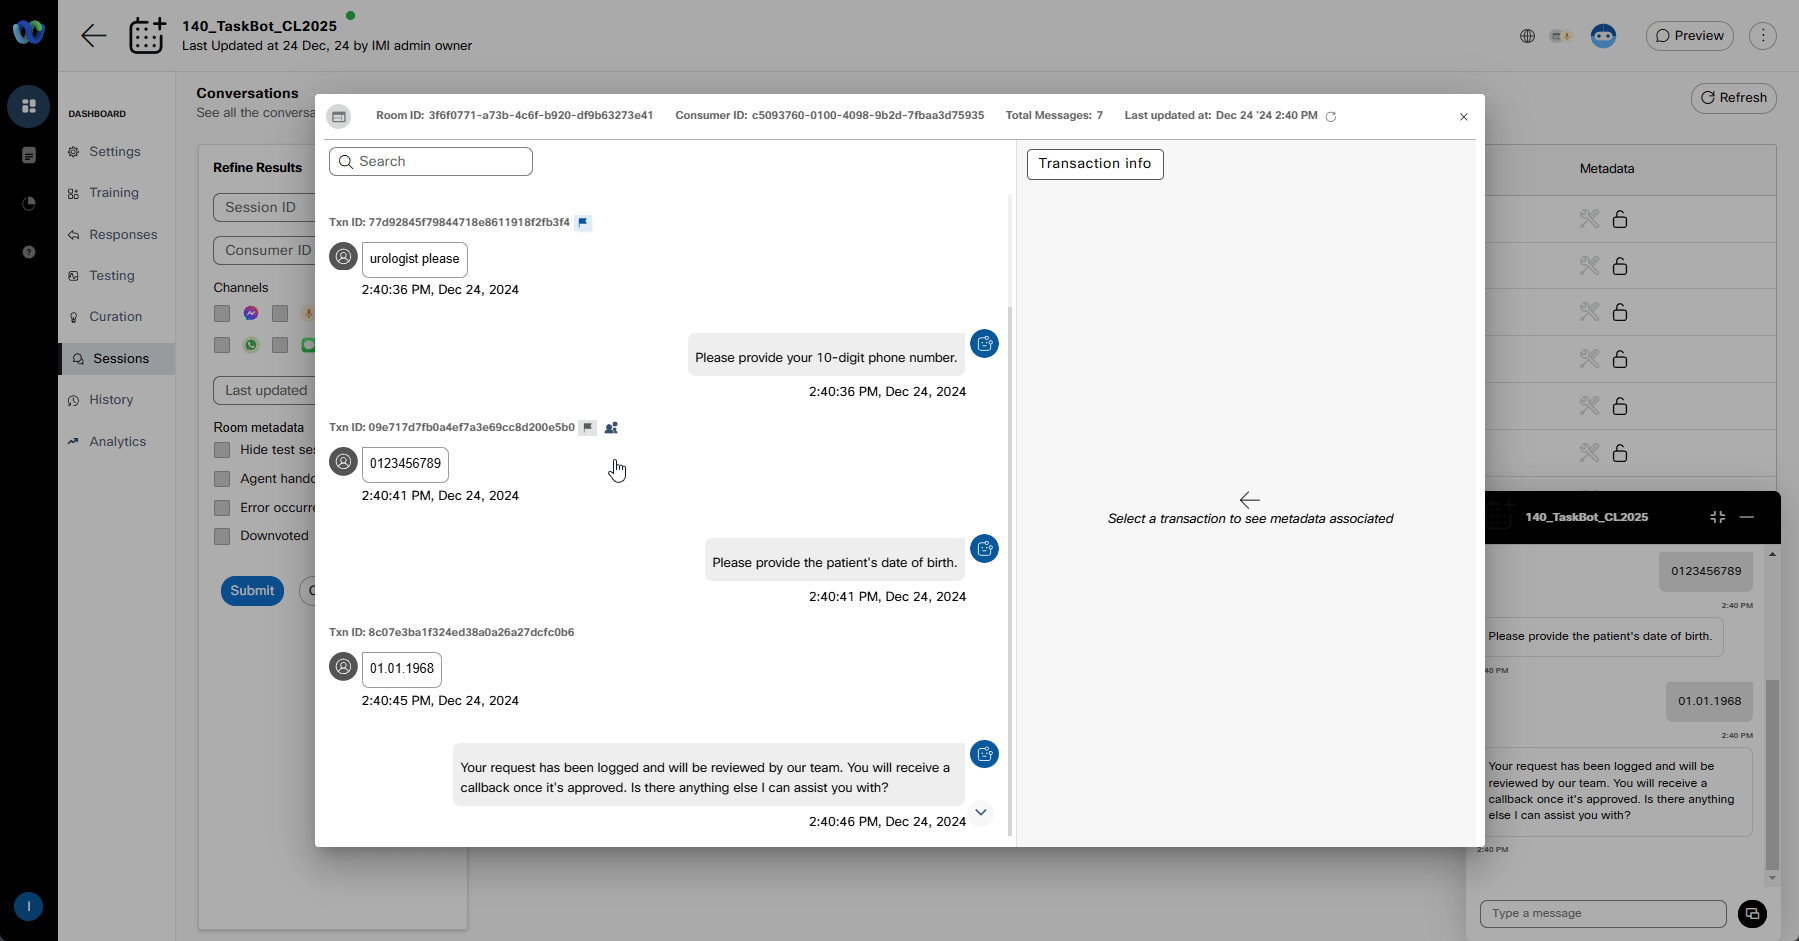 140_TaskBot_CL2025
Last Updated at 24 Dec, 24 by IMI admin owner
Preview
DASHBOARD
Settings
Training
Responses
Testing
Curation
Sessions
History
Analytics
I
Conversations
See all the conversa
Refresh
Refine Results
Session ID
Consumer ID
Channels
Last updated
Room metadata
Hide test se
Agent hando
Error occurre
Downvoted
Submit
C
Metadata
Room ID: 3f6f0771-a73b-4c6f-b920-df9b63273e41
Consumer ID: c5093760-0100-4098-9b2d-7fbaa3d75935
Total Messages: 7
Last updated at: Dec 24 '24 2:40 PM
Search
Txn ID: 77d92845f79844718e8611918f2fb3f4
urologist please
2:40:36 PM, Dec 24, 2024
Please provide your 10-digit phone number.
2:40:36 PM, Dec 24, 2024
Txn ID: 09e717d7fb0a4ef7a3e69cc8d200e5b0
0123456789
2:40:41 PM, Dec 24, 2024
Please provide the patient's date of birth.
2:40:41 PM, Dec 24, 2024
Txn ID: 8c07e3ba1f324ed38a0a26a27dcfc0b6
01.01.1968
2:40:45 PM, Dec 24, 2024
Your request has been logged and will be reviewed by our team. You will receive a
callback once it's approved. Is there anything else I can assist you with?
2:40:46 PM, Dec 24, 2024
Transaction info
Select a transaction to see metadata associated
140_TaskBot_CL2025
0123456789
2:40 PM
Please provide the patient's date of birth.
40 PM
01.01.1968
2:40 PM
Your request has been logged and will be
reviewed by our team. You will receive a
callback once it's approved. Is there anything
else I can assist you with?
2:40 PM
Type a message